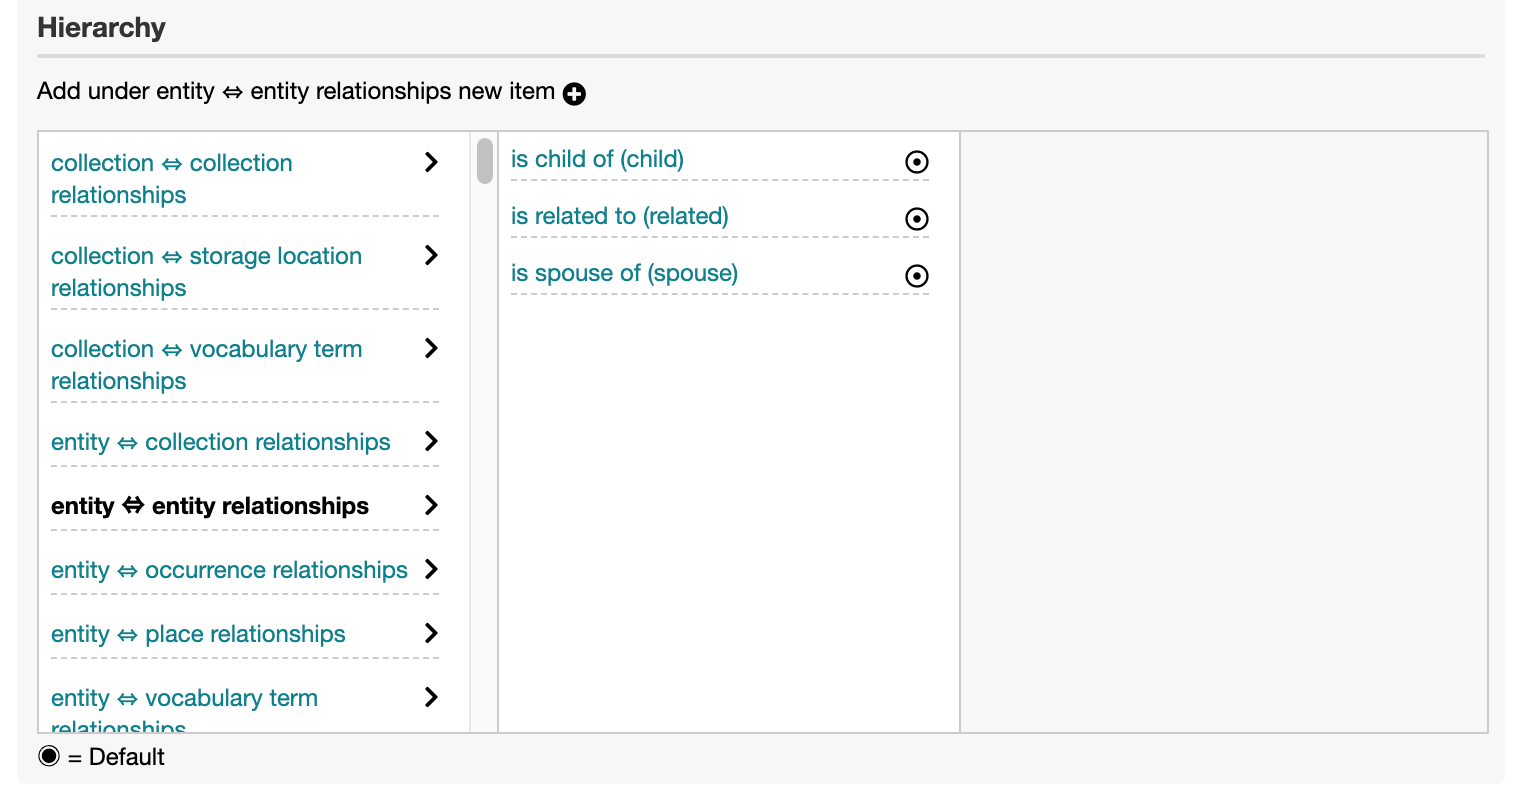 Hierarchy
Add under entity ⇔ entity relationships new item
collection ⇔ collection
relationships
collection ⇔ storage location
relationships
collection ⇔ vocabulary term
relationships
entity ⇔ collection relationships
entity ⇔ entity relationships
entity ⇔ occurrence relationships
entity ⇔ place relationships
entity ⇔ vocabulary term
relationships
is child of (child)
is related to (related)
is spouse of (spouse)
= Default